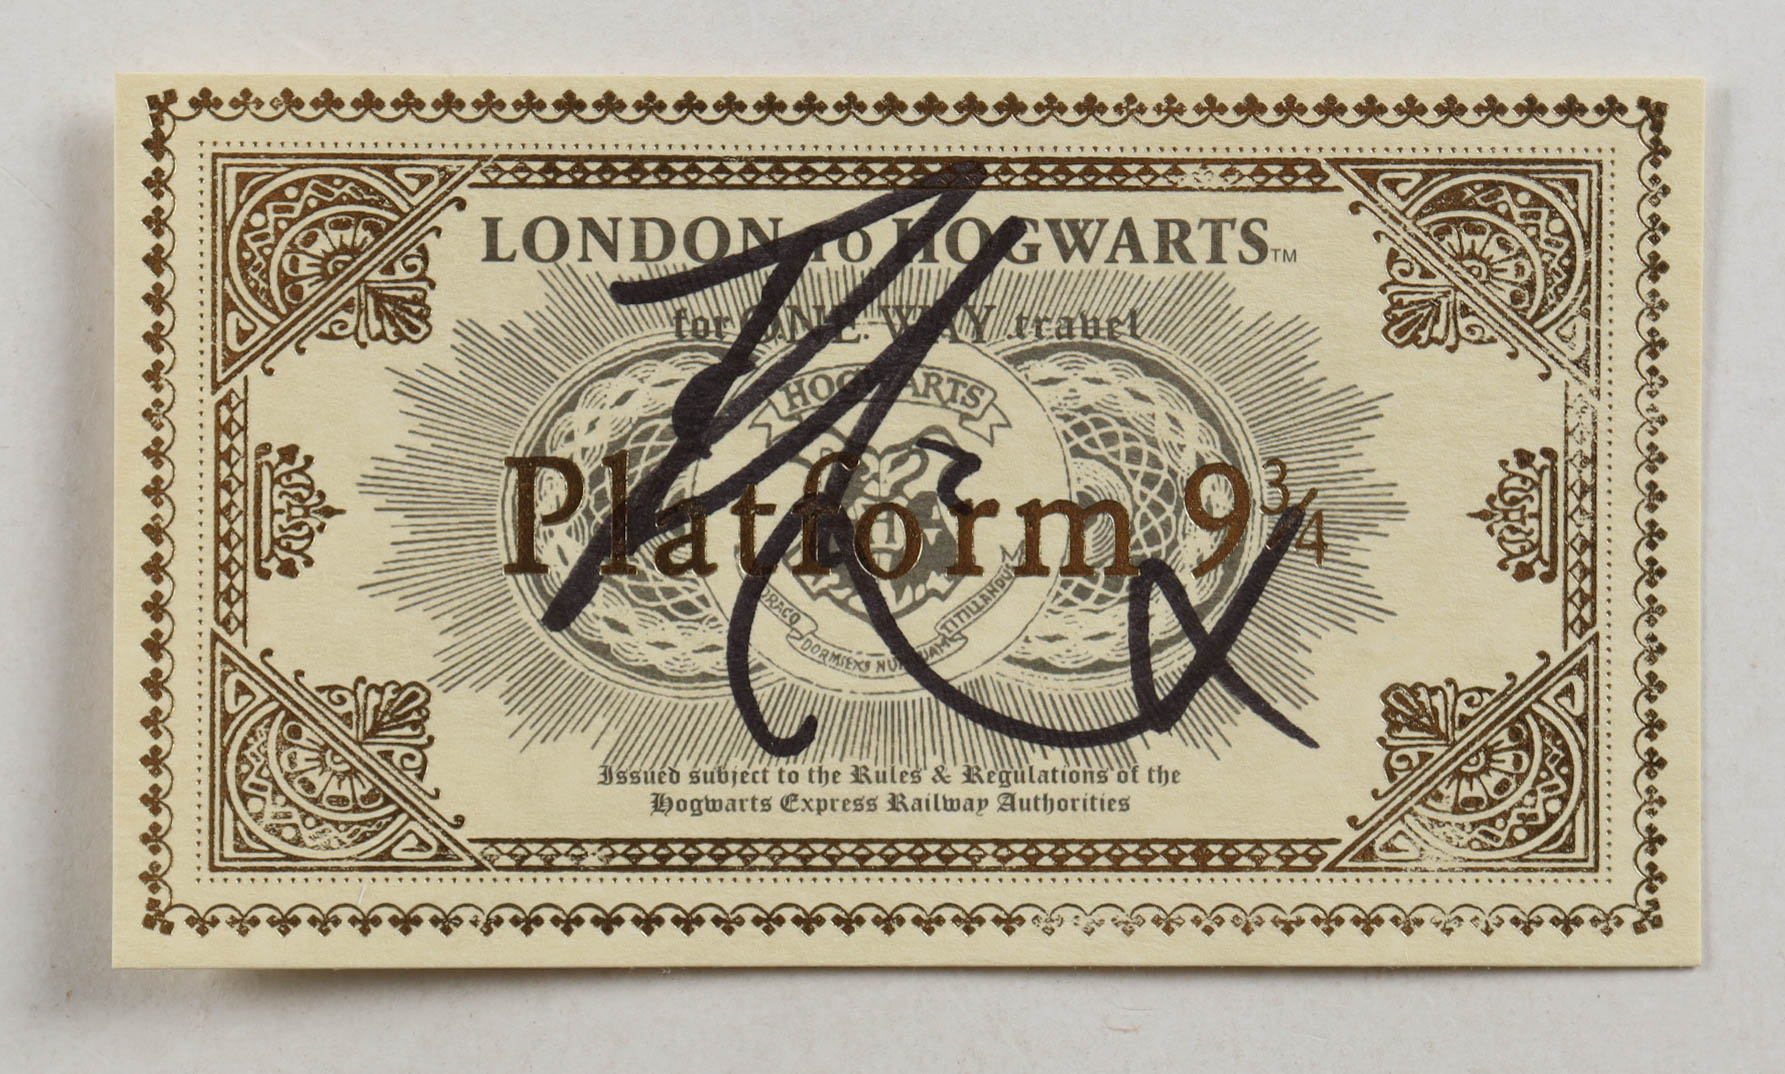 LONDON TO HOGWARTS™
for ONE WAY travel
HOGWARTS
Platform 9¾
DRACO DORMIENS NUNQUAM TITILLANDUS
Issued subject to the Rules & Regulations of the
Hogwarts Express Railway Authorities